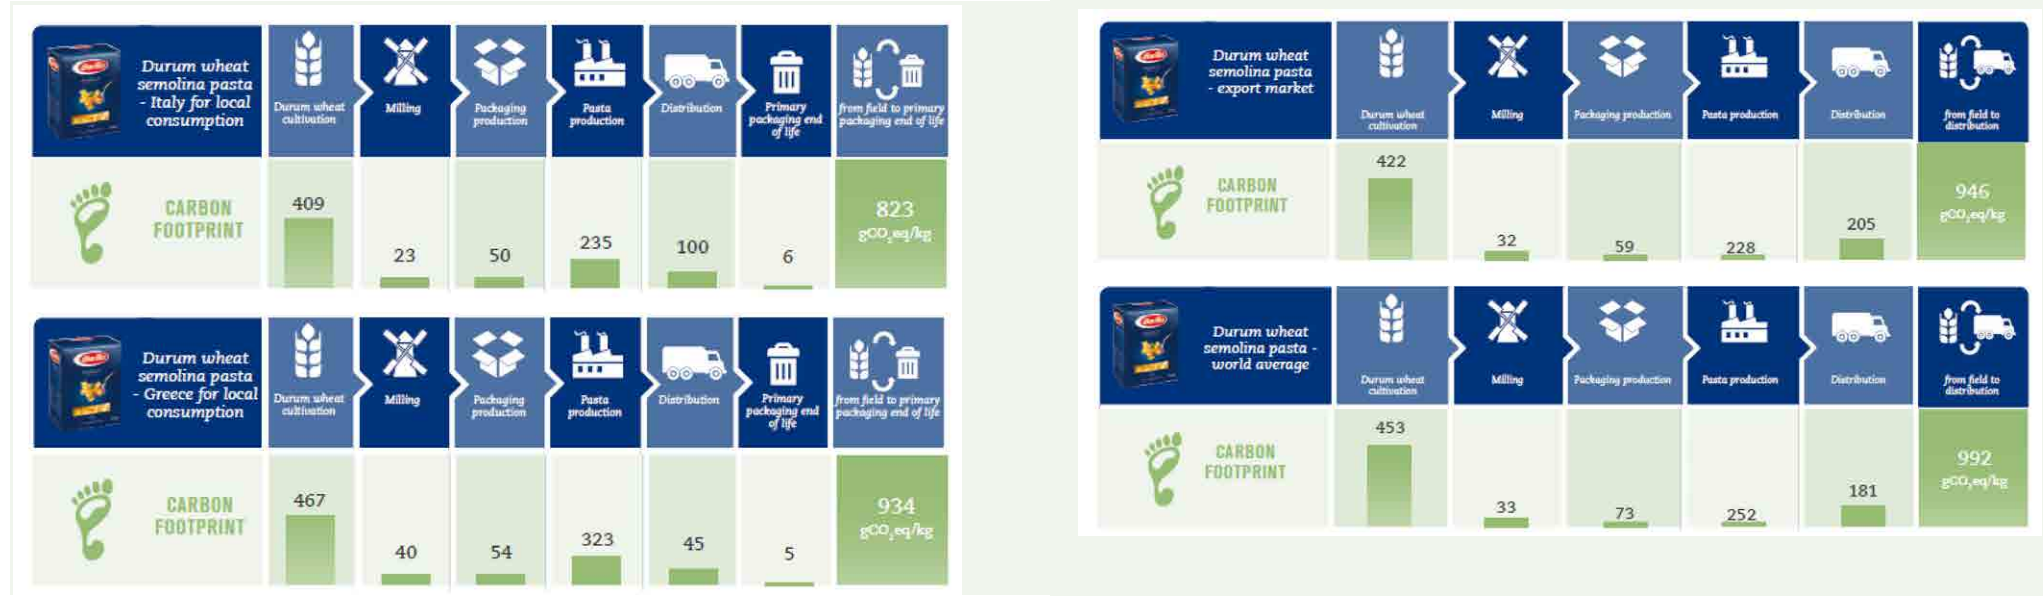 Durum wheat
semolina pasta
- Italy for local
consumption
Durum wheat
cultivation
Milling
Packaging
production
Pasta
production
Distribution
Primary
packaging end
of life
from field to primary
packaging end of life
CARBON
FOOTPRINT
409
23
50
235
100
6
823
gCO₂eq/kg
Durum wheat
semolina pasta
- Greece for local
consumption
Durum wheat
cultivation
Milling
Packaging
production
Pasta
production
Distribution
Primary
packaging end
of life
from field to primary
packaging end of life
CARBON
FOOTPRINT
467
40
54
323
45
5
934
gCO₂eq/kg
Durum wheat
semolina pasta
- export market
Durum wheat
cultivation
Milling
Packaging production
Pasta production
Distribution
from field to
distribution
CARBON
FOOTPRINT
422
32
59
228
205
946
gCO₂eq/kg
Durum wheat
semolina pasta -
world average
Durum wheat
cultivation
Milling
Packaging production
Pasta production
Distribution
from field to
distribution
CARBON
FOOTPRINT
453
33
73
252
181
992
gCO₂eq/kg